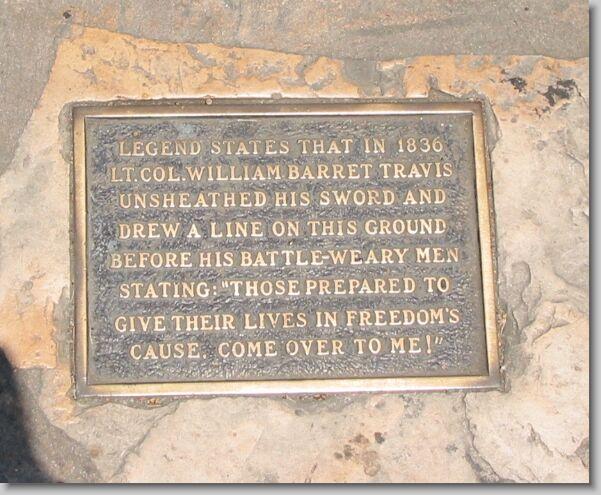 LEGEND STATES THAT IN 1836
LT. COL. WILLIAM BARRET TRAVIS
UNSHEATHED HIS SWORD AND
DREW A LINE ON THIS GROUND
BEFORE HIS BATTLE-WEARY MEN
STATING: "THOSE PREPARED TO
GIVE THEIR LIVES IN FREEDOM'S
CAUSE, COME OVER TO ME!"